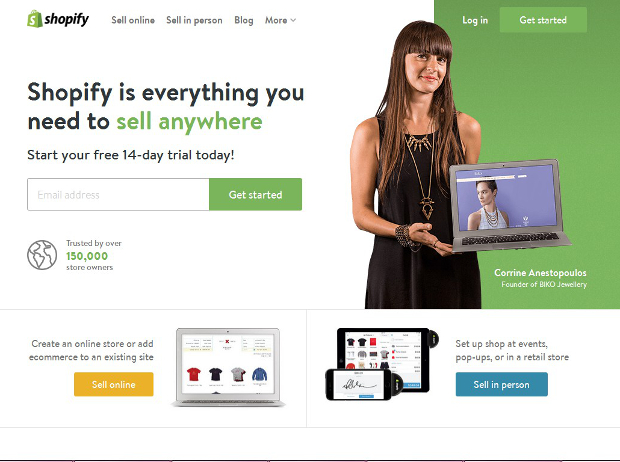 shopify
Sell online
Sell in person
Blog
More
Log in
Get started
Shopify is everything you
need to sell anywhere
Start your free 14-day trial today!
Email address
Get started
Trusted by over
150,000
store owners
Corrine Anestopoulos
Founder of BIKO Jewellery
Create an online store or add
ecommerce to an existing site
Sell online
Set up shop at events,
pop-ups, or in a retail store
Sell in person